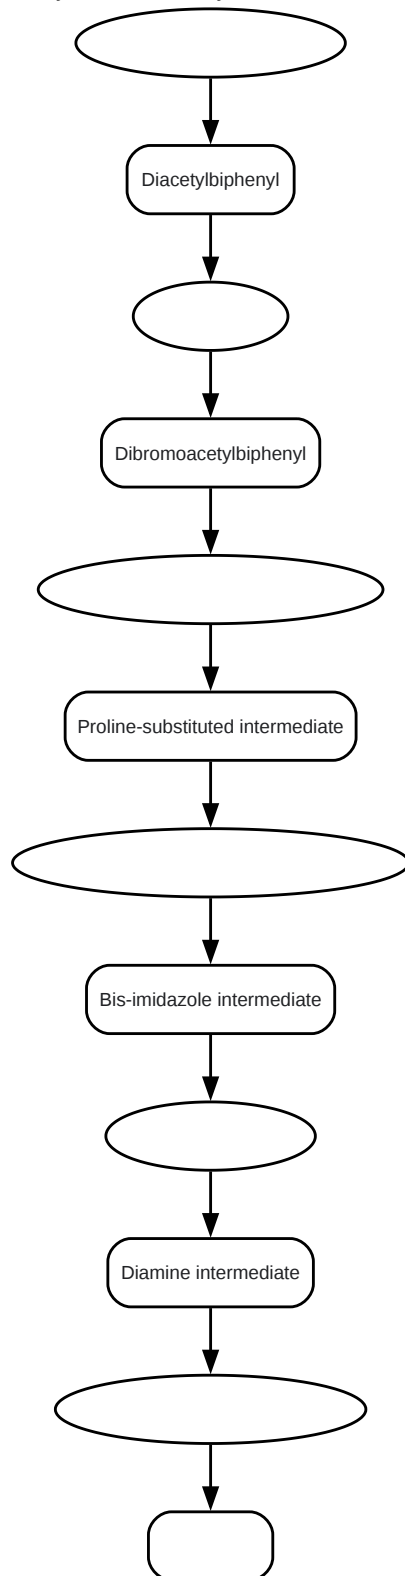 Diacetylbiphenyl
Dibromoacetylbiphenyl
Proline-substituted intermediate
Bis-imidazole intermediate
Diamine intermediate